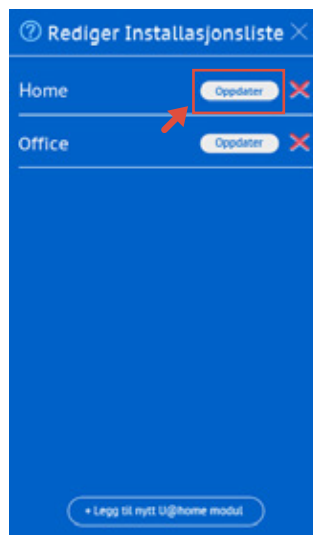 Rediger Installasjonsliste
Home Oppdater
Office Oppdater
+ Legg til nytt U@home modul